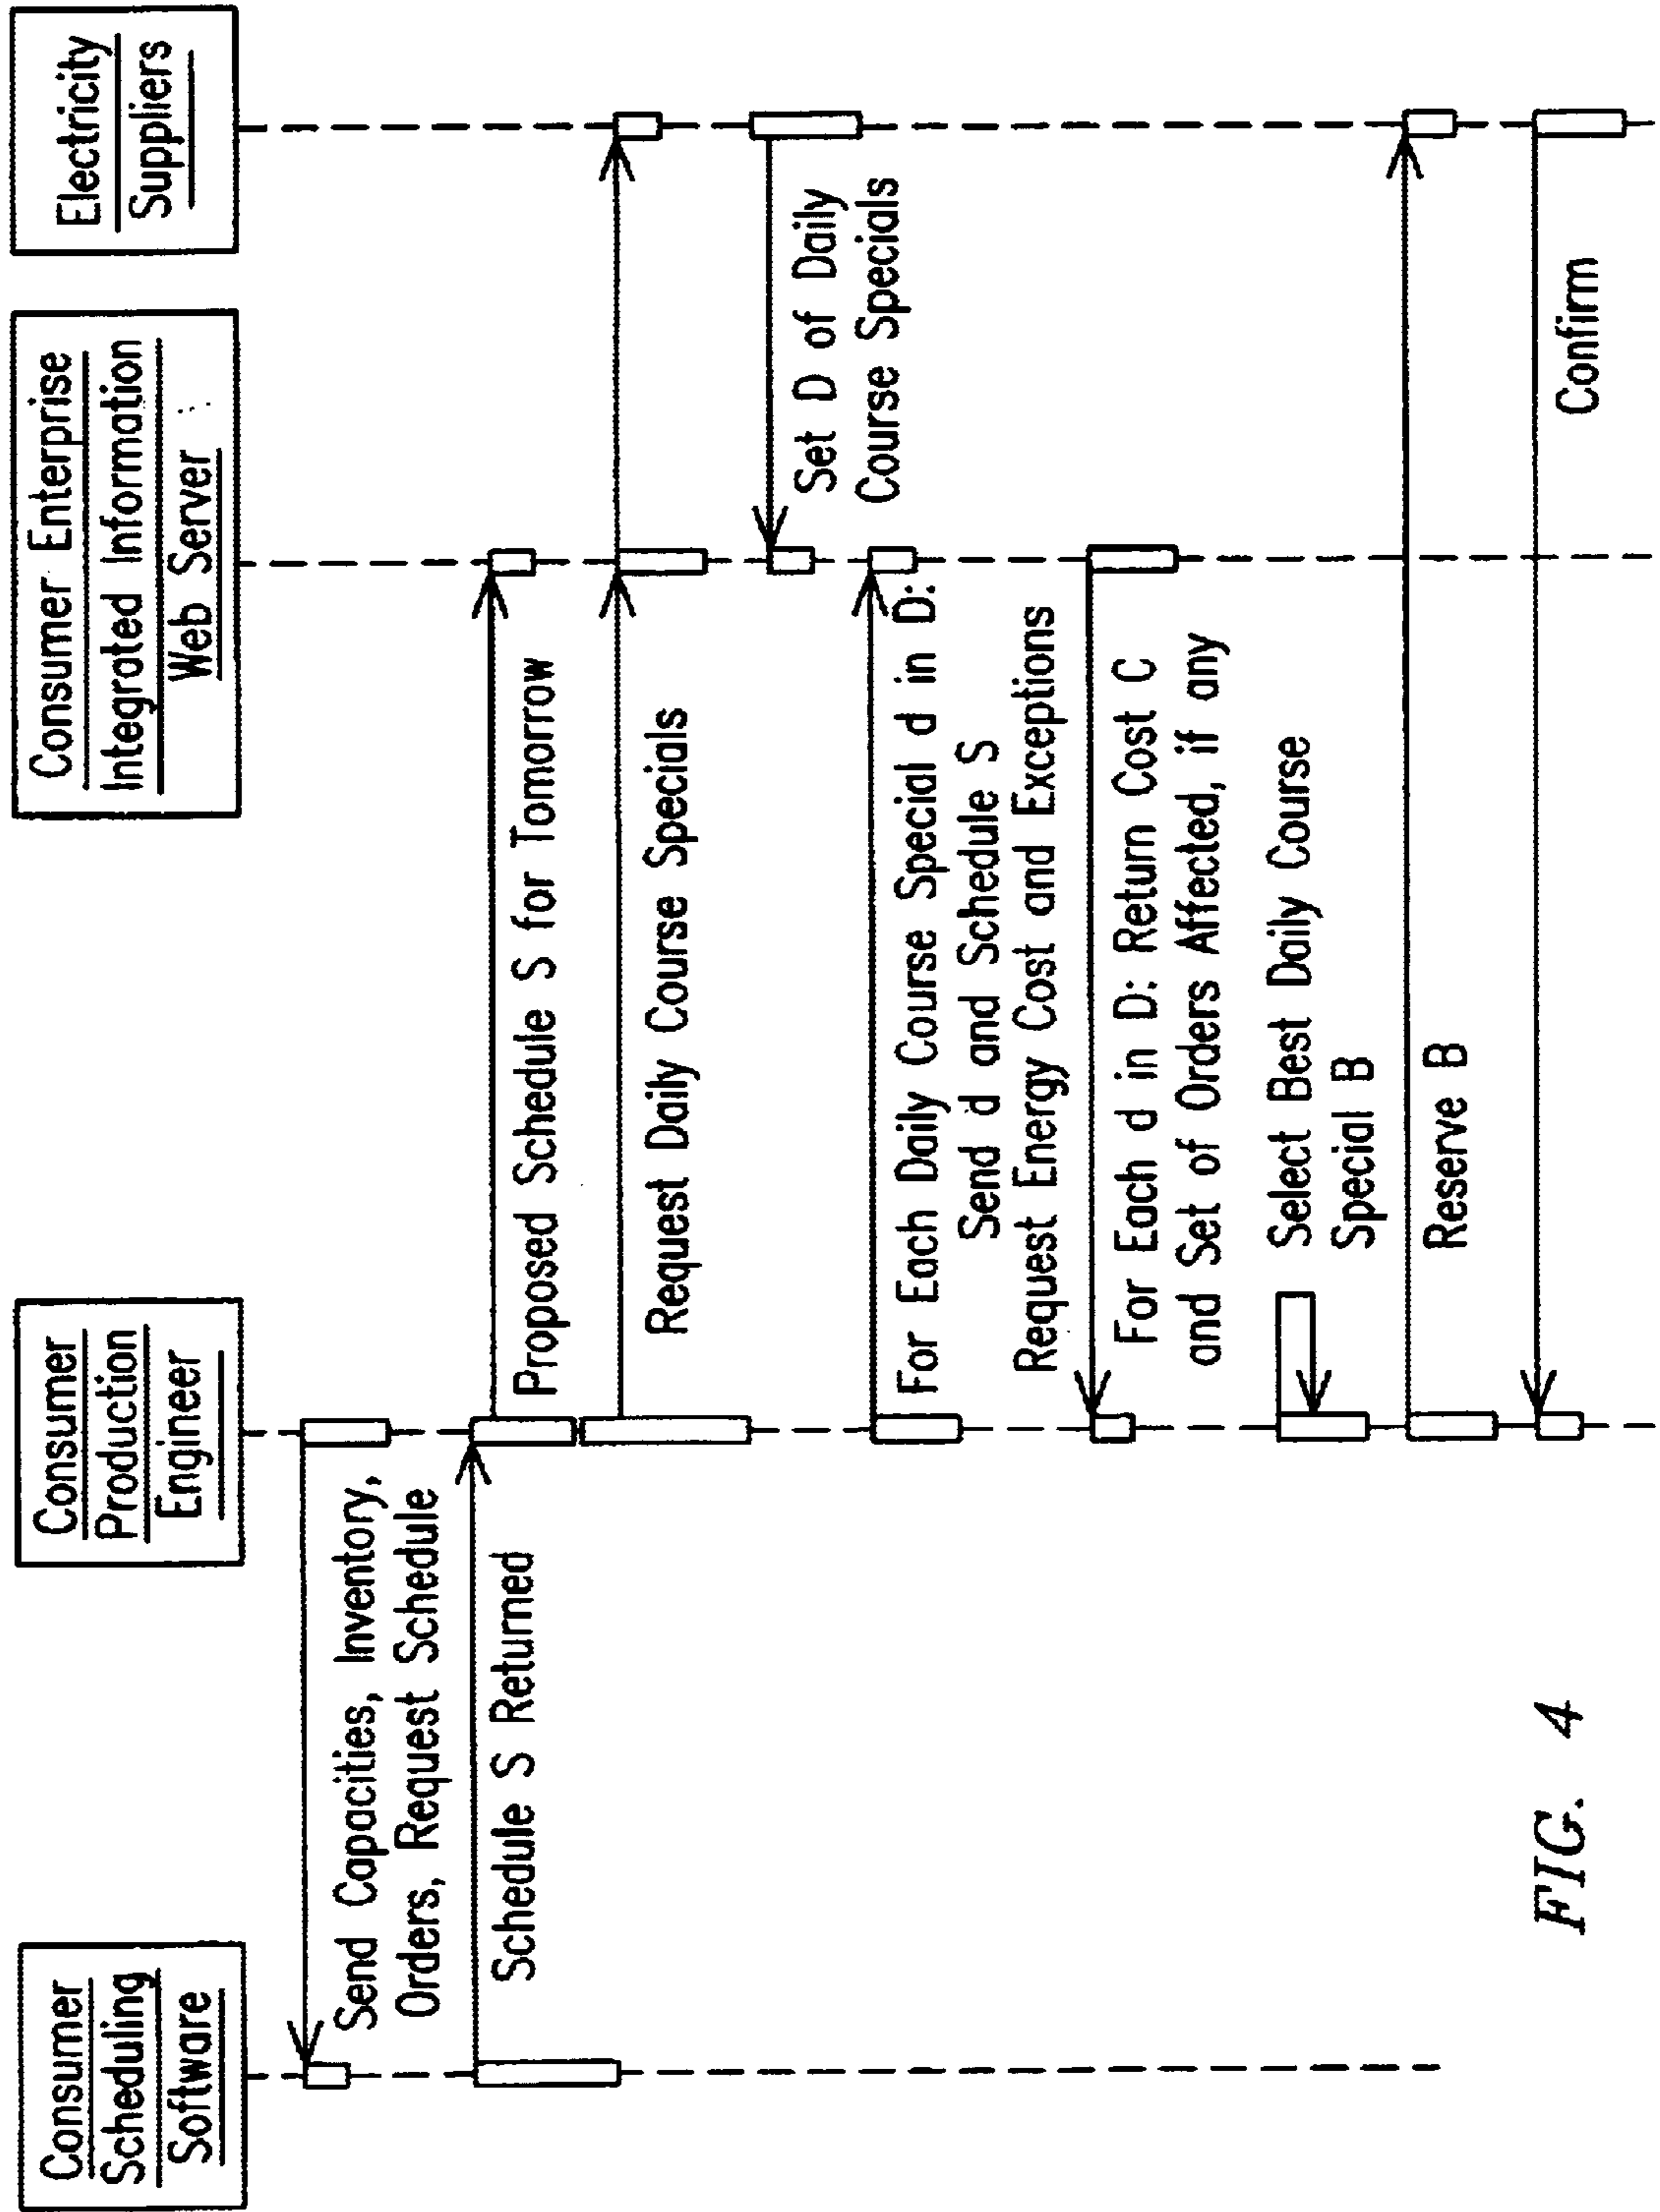 Consumer
Scheduling
Software
Consumer
Production
Engineer
Consumer Enterprise
Integrated Information
Web Server
Electricity
Suppliers
Send Capacities, Inventory,
Orders, Request Schedule
Schedule S Returned
Proposed Schedule S for Tomorrow
Request Daily Course Specials
Set D of Daily
Course Specials
For Each Daily Course Special d in D:
Send d and Schedule S
Request Energy Cost and Exceptions
For Each d in D: Return Cost C
and Set of Orders Affected, if any
Select Best Daily Course
Special B
Reserve B
Confirm
FIG. 4